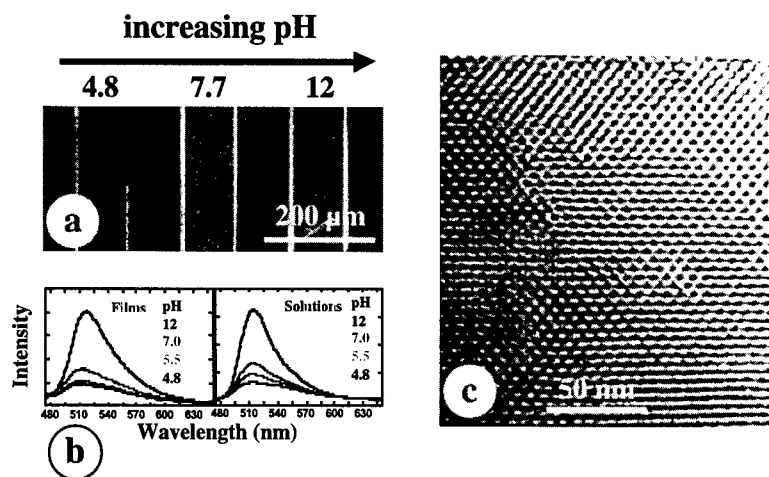 increasing pH
4.8 7.7 12
a
200 µm
Intensity
Films pH
12
7.0
5.5
4.8
Solutions pH
12
7.0
5.5
4.8
480 510 540 570 600 630
480 510 540 570 600 630
Wavelength (nm)
b
c
50 nm